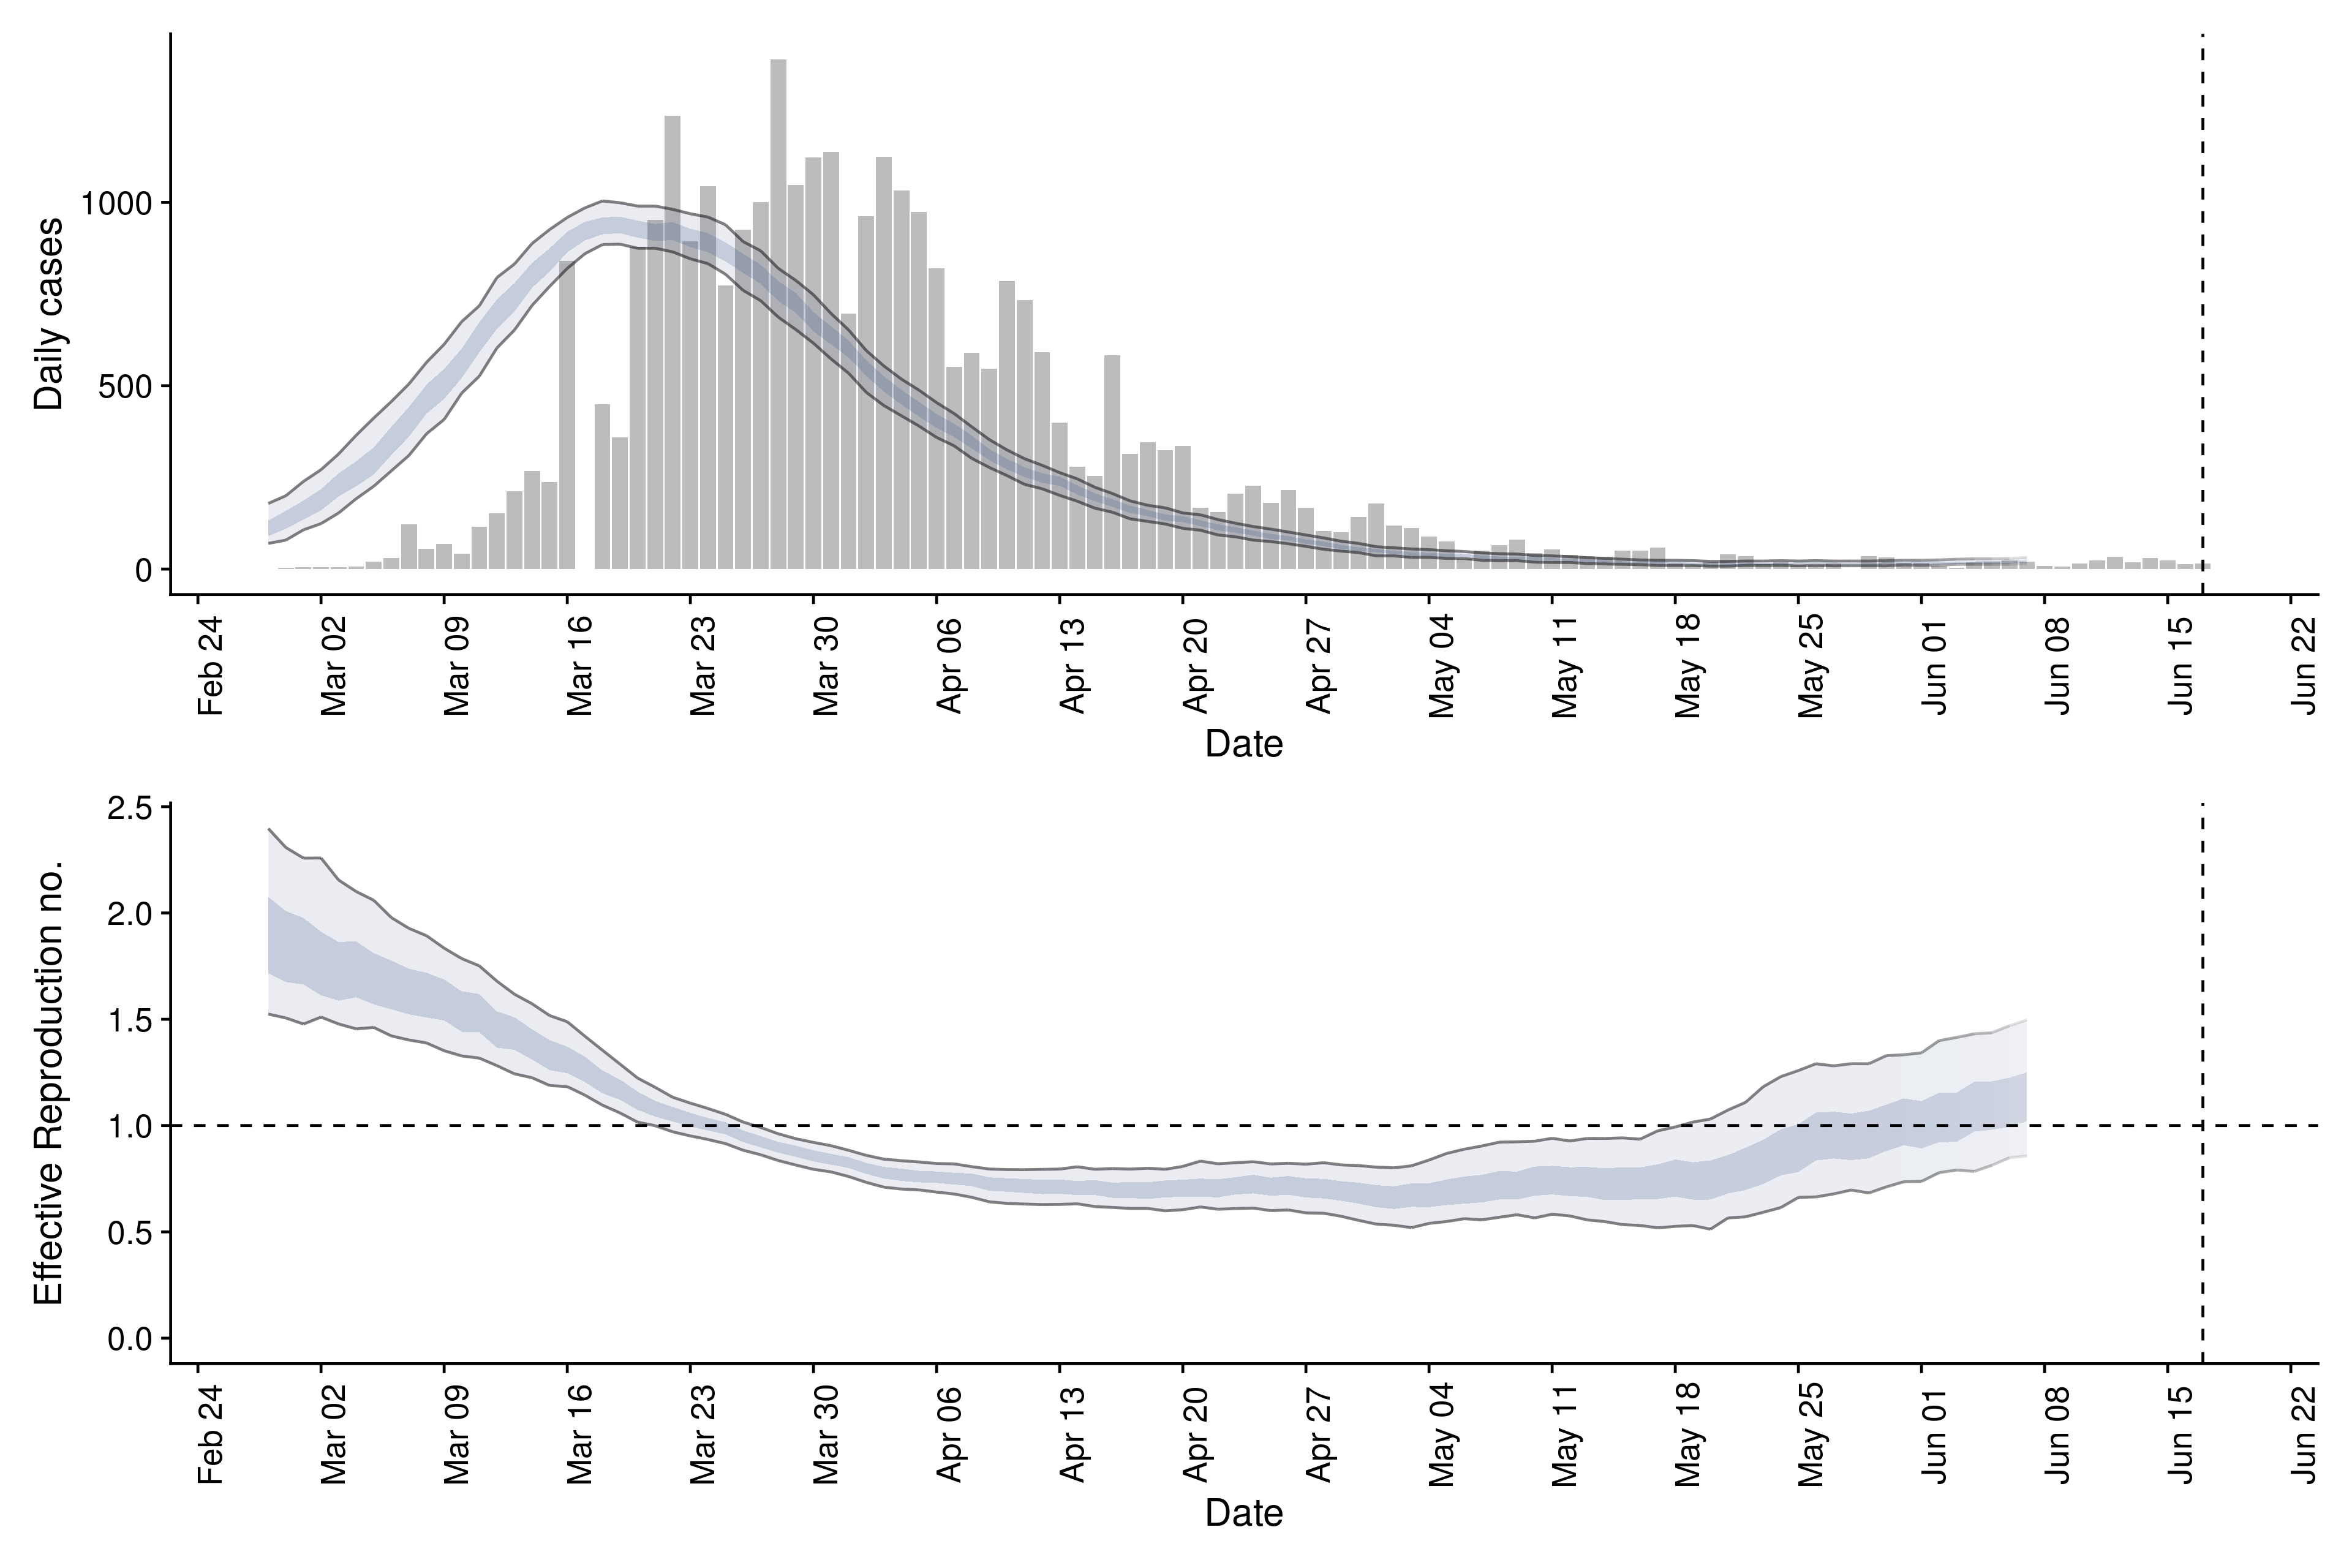 Daily cases
1000
500
0
Feb 24
Mar 02
Mar 09
Mar 16
Mar 23
Mar 30
Apr 06
Apr 13
Apr 20
Apr 27
May 04
May 11
May 18
May 25
Jun 01
Jun 08
Jun 15
Jun 22
Date
Effective Reproduction no.
2.5
2.0
1.5
1.0
0.5
0.0
Feb 24
Mar 02
Mar 09
Mar 16
Mar 23
Mar 30
Apr 06
Apr 13
Apr 20
Apr 27
May 04
May 11
May 18
May 25
Jun 01
Jun 08
Jun 15
Jun 22
Date